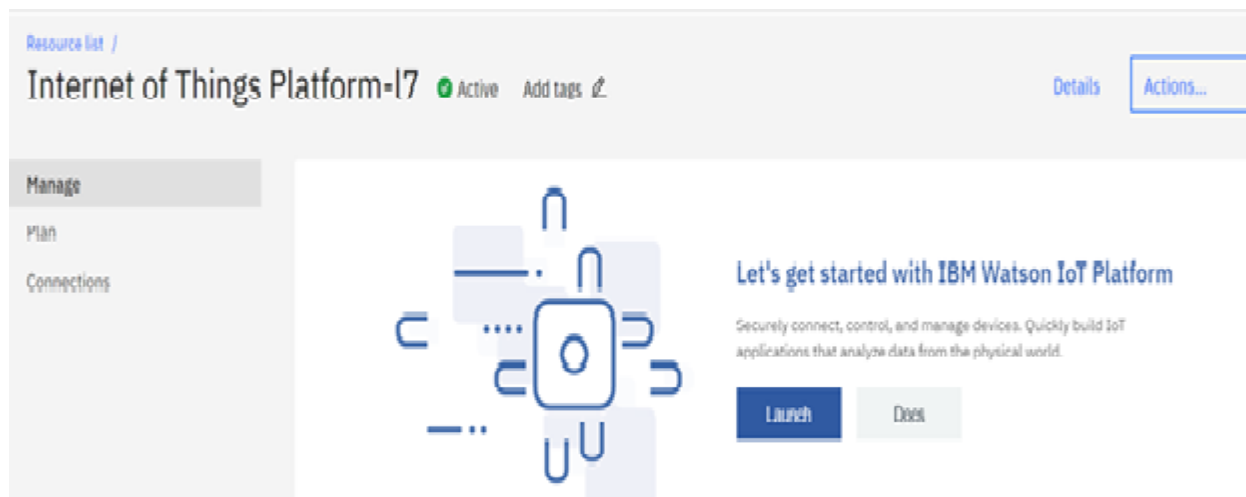 Resource list /
Internet of Things Platform-l7 Active Add tags
Details Actions...
Manage
Plan
Connections
Let's get started with IBM Watson IoT Platform
Securely connect, control, and manage devices. Quickly build IoT
applications that analyze data from the physical world.
Launch Docs